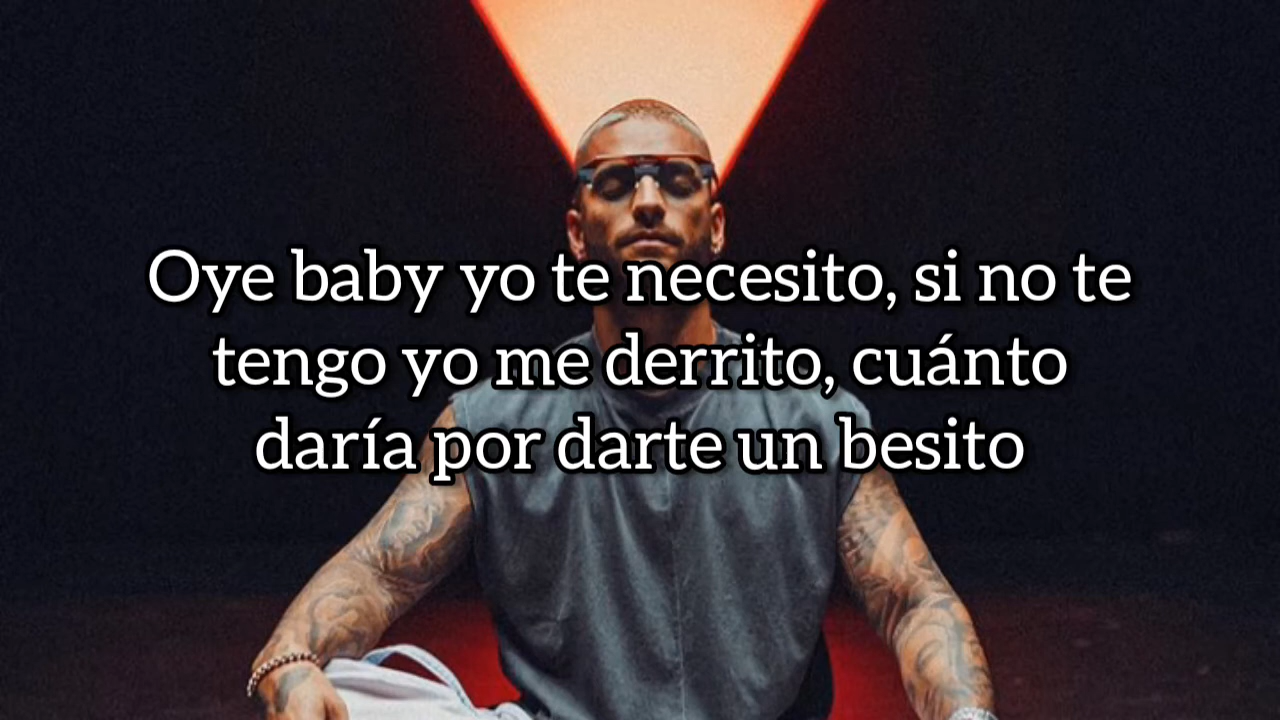 Oye baby yo te necesito, si no te
tengo yo me derrito, cuánto
daría por darte un besito